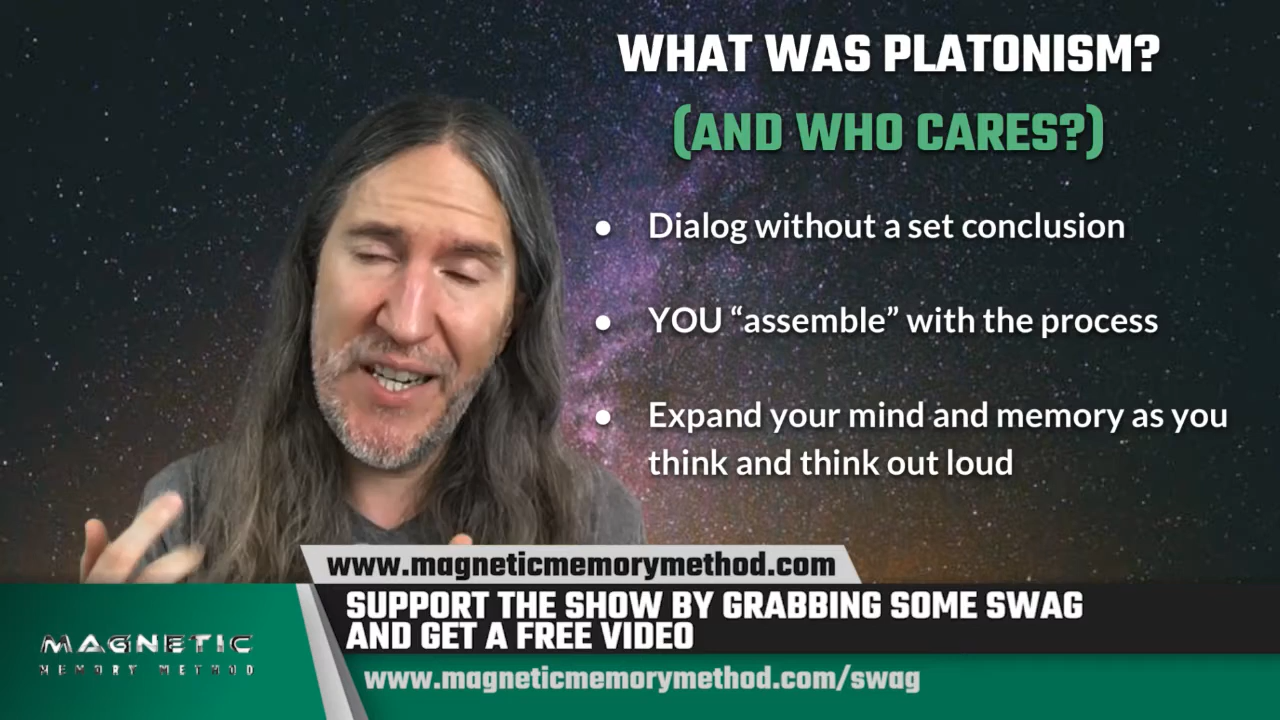 WHAT WAS PLATONISM?
(AND WHO CARES?)
● Dialog without a set conclusion
● YOU “assemble” with the process
● Expand your mind and memory as you
think and think out loud
www.magneticmemorymethod.com
SUPPORT THE SHOW BY GRABBING SOME SWAG
AND GET A FREE VIDEO
MAGNETIC
MEMORY METHOD
www.magneticmemorymethod.com/swag